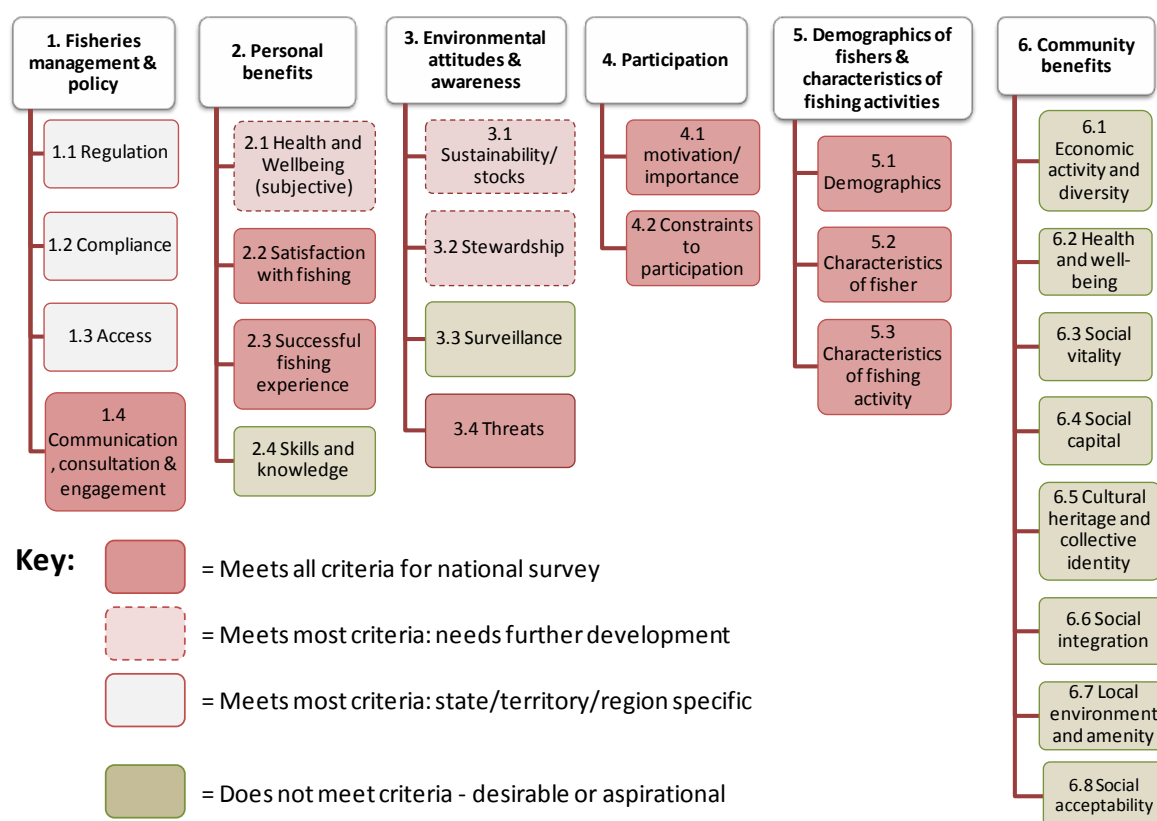 1. Fisheries
management &
policy
1.1 Regulation
1.2 Compliance
1.3 Access
1.4
Communication
, consultation &
engagement
2. Personal
benefits
2.1 Health and
Wellbeing
(subjective)
2.2 Satisfaction
with fishing
2.3 Successful
fishing
experience
2.4 Skills and
knowledge
3. Environmental
attitudes &
awareness
3.1
Sustainability/
stocks
3.2 Stewardship
3.3 Surveillance
3.4 Threats
4. Participation
4.1
motivation/
importance
4.2 Constraints
to
participation
5. Demographics of
fishers &
characteristics of
fishing activities
5.1
Demographics
5.2
Characteristics
of fisher
5.3
Characteristics
of fishing
activity
6. Community
benefits
6.1
Economic
activity and
diversity
6.2 Health
and well-
being
6.3 Social
vitality
6.4 Social
capital
6.5 Cultural
heritage and
collective
identity
6.6 Social
integration
6.7 Local
environment
and amenity
6.8 Social
acceptability
Key:
= Meets all criteria for national survey
= Meets most criteria: needs further development
= Meets most criteria: state/territory/region specific
= Does not meet criteria - desirable or aspirational